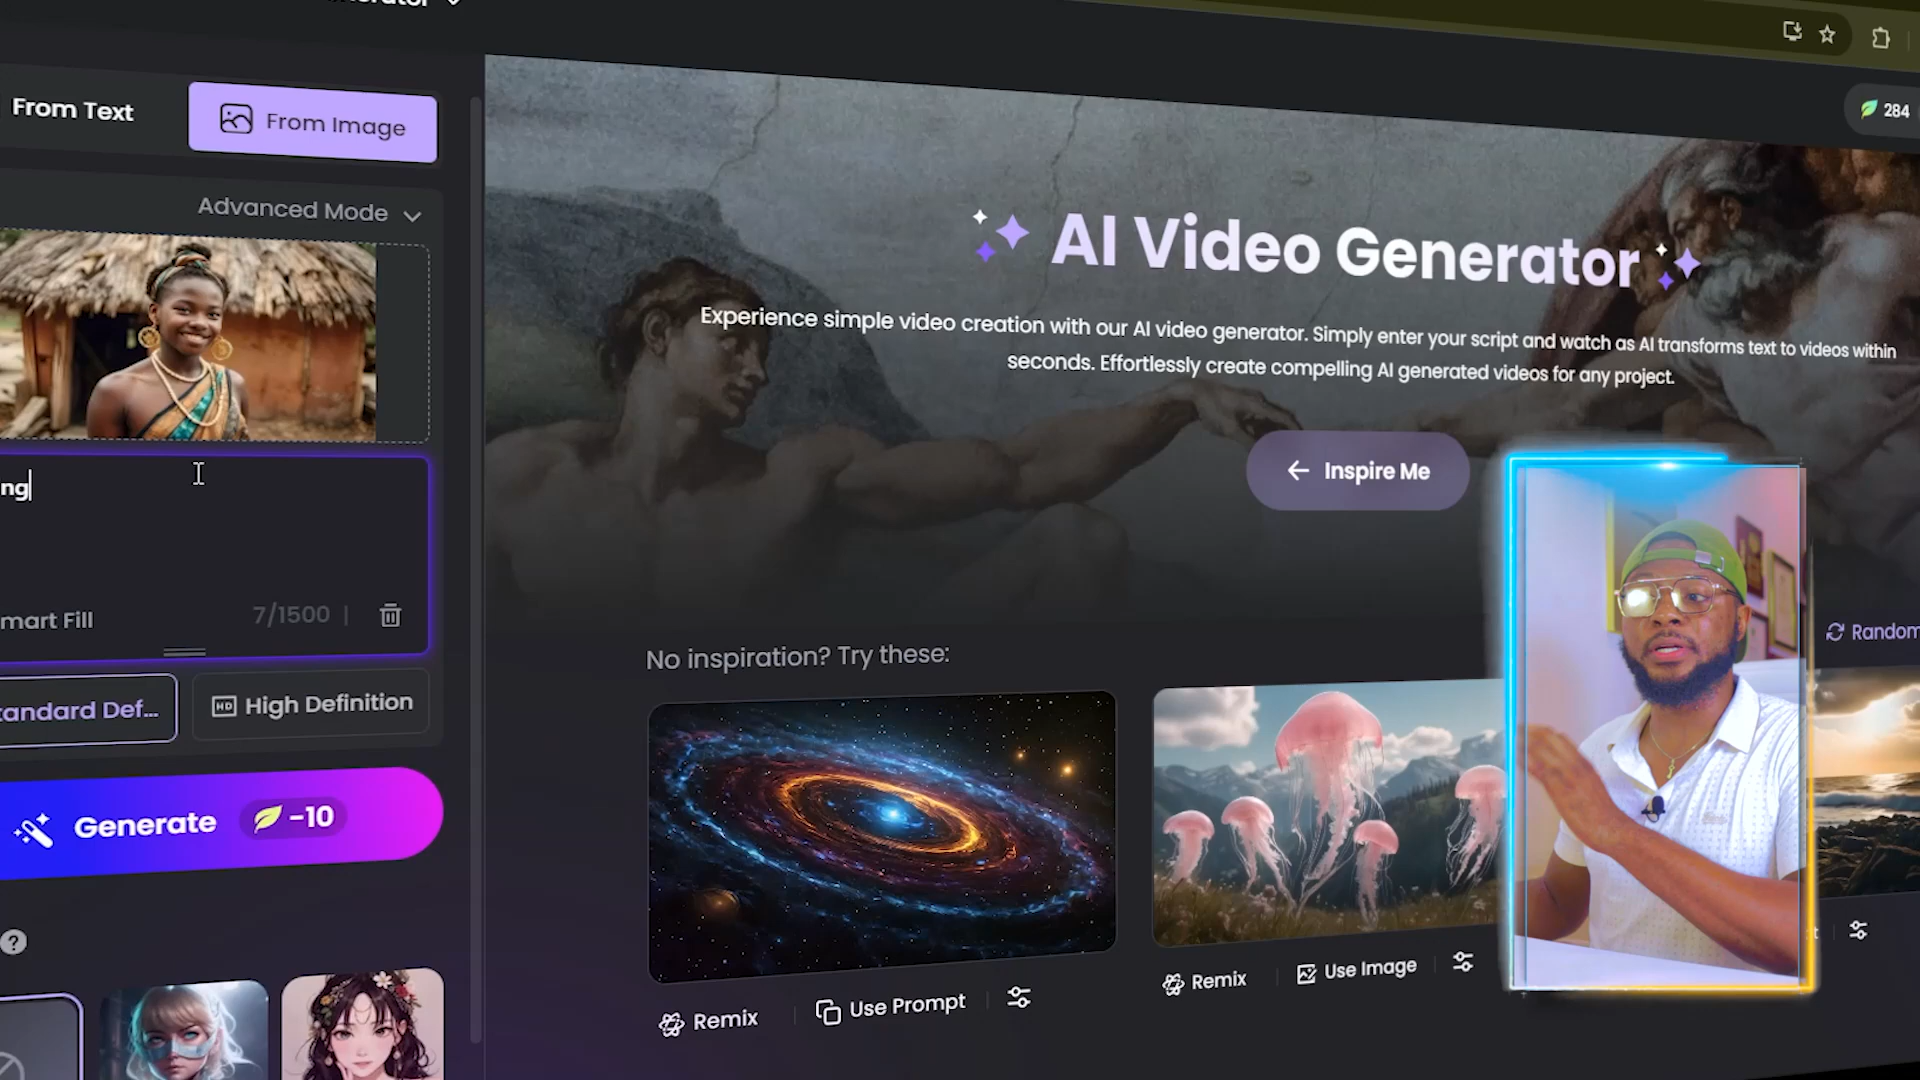 From Text
From Image
284
Advanced Mode
AI Video Generator
Experience simple video creation with our AI video generator. Simply enter your script and watch as AI transforms text to videos within
seconds. Effortlessly create compelling AI generated videos for any project.
ng
Inspire Me
7/1500
mart Fill
Random
No inspiration? Try these:
tandard Def...
HD High Definition
Generate
-10
Remix
Use Prompt
Remix
Use Image
t
?